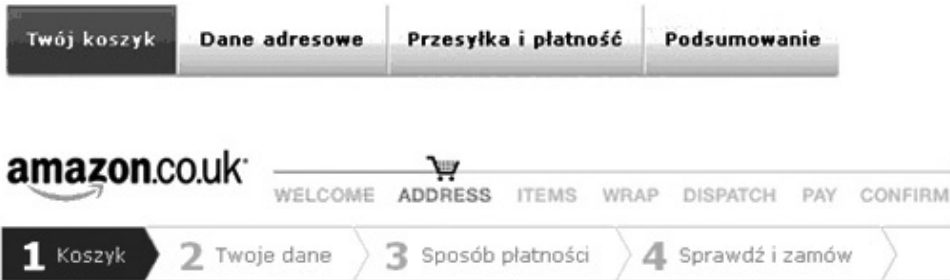 Twój koszyk Dane adresowe Przesyłka i płatność Podsumowanie
amazon.co.uk
WELCOME ADDRESS ITEMS WRAP DISPATCH PAY CONFIRM
1 Koszyk 2 Twoje dane 3 Sposób płatności 4 Sprawdź i zamów